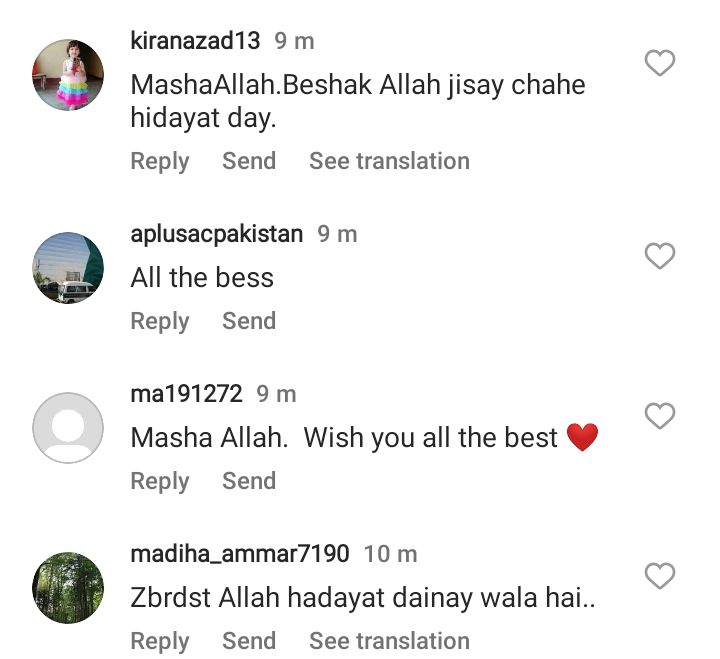 kiranazad13 9 m
MashaAllah.Beshak Allah jisay chahe
hidayat day.
Reply Send See translation
aplusacpakistan 9 m
All the bess
Reply Send
ma191272 9 m
Masha Allah.  Wish you all the best ❤️
Reply Send
madiha_ammar7190 10 m
Zbrdst Allah hadayat dainay wala hai..
Reply Send See translation